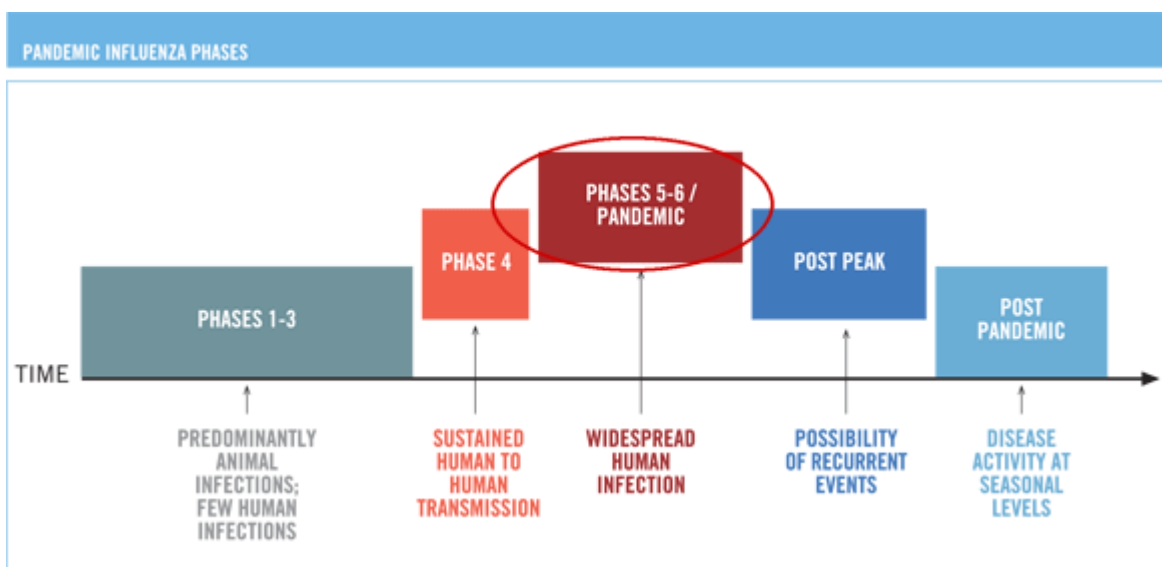 PANDEMIC INFLUENZA PHASES
PHASES 5-6 /
PANDEMIC
PHASE 4
POST PEAK
PHASES 1-3
POST
PANDEMIC
TIME
PREDOMINANTLY
ANIMAL
INFECTIONS;
FEW HUMAN
INFECTIONS
SUSTAINED
HUMAN TO
HUMAN
TRANSMISSION
WIDESPREAD
HUMAN
INFECTION
POSSIBILITY
OF RECURRENT
EVENTS
DISEASE
ACTIVITY AT
SEASONAL
LEVELS